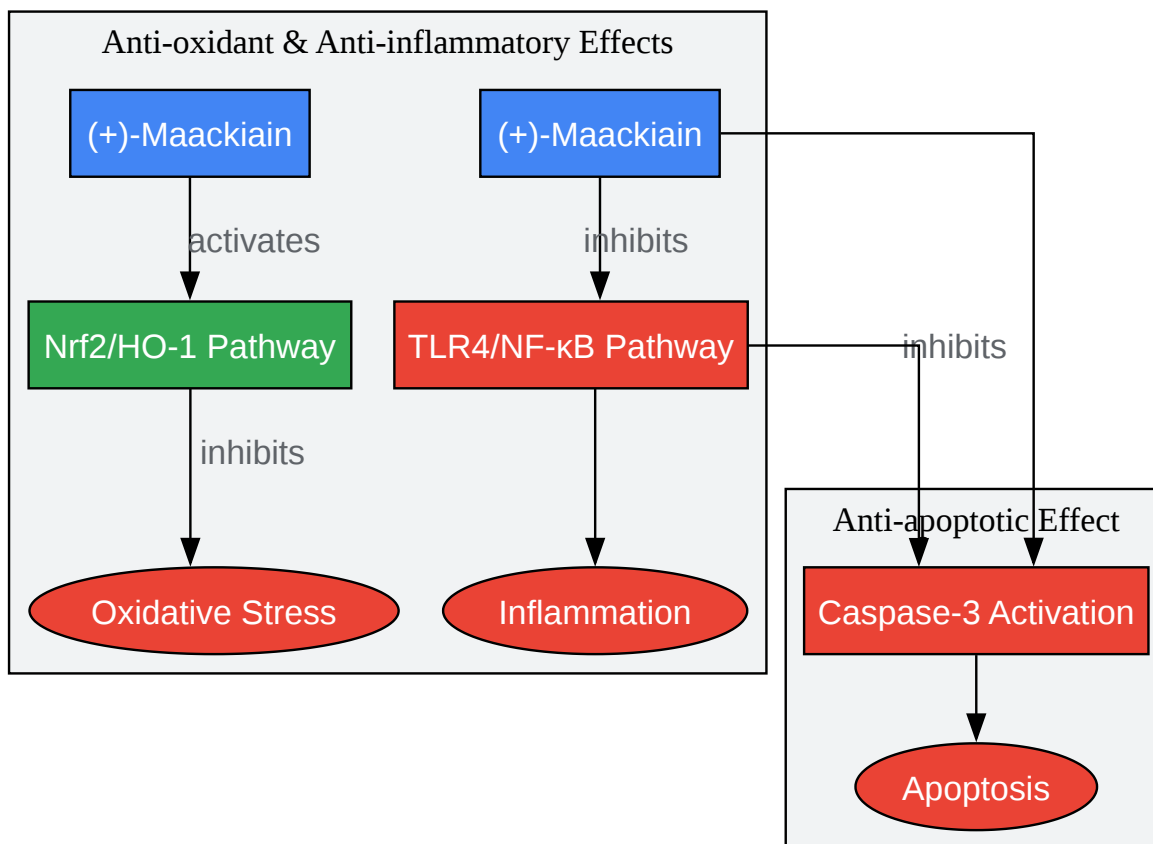 Anti-oxidant & Anti-inflammatory Effects
(+)-Maackiain
(+)-Maackiain
activates
inhibits
Nrf2/HO-1 Pathway
TLR4/NF-κB Pathway
inhibits
inhibits
Anti-apoptotic Effect
Oxidative Stress
Inflammation
Caspase-3 Activation
Apoptosis